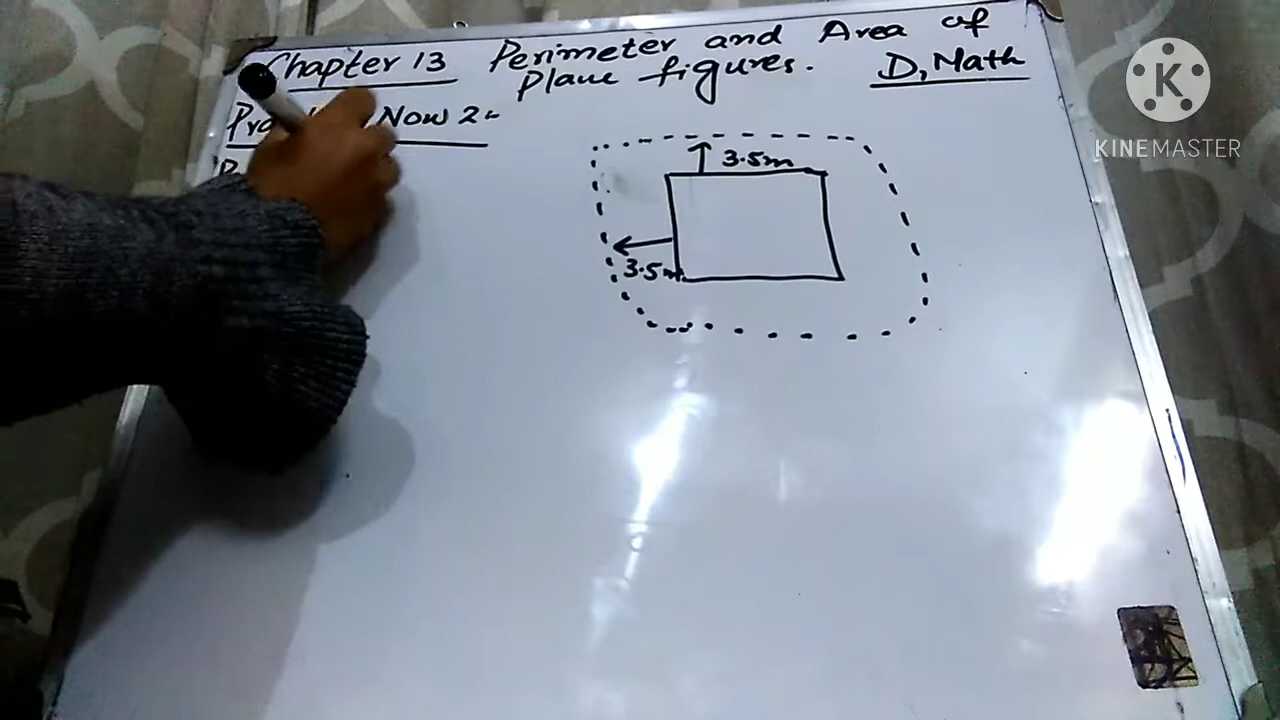 Chapter 13 Perimeter and Area of
Plane figures. D, Math
Now 2:-
3.5m
3.5m
K
KINEMASTER